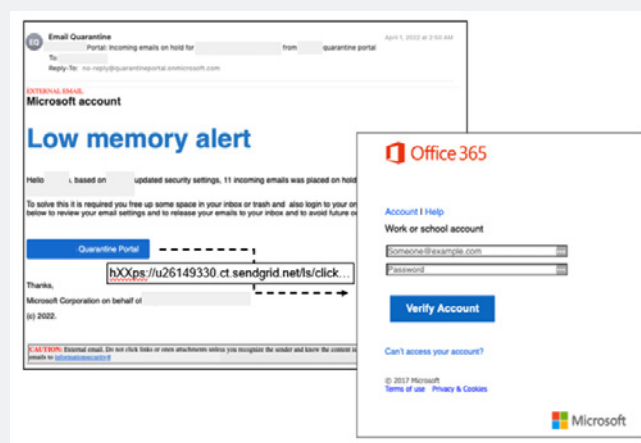 EQ
Email Quarantine
April 1, 2022 at 2:50 AM
Portal: Incoming emails on hold for from quarantine portal
To:
Reply-To: no-reply@quarantineportal.onmicrosoft.com
EXTERNAL EMAIL
Microsoft account
Low memory alert
Hello , based on updated security settings, 11 incoming emails was placed on hold
To solve this it is required you free up some space in your inbox or trash and also login to your on
below to review your email settings and to release your emails to your inbox and to avoid future
Quarantine Portal
hXXps://u26149330.ct.sendgrid.net/ls/click...
Thanks,
Microsoft Corporation on behalf of
(c) 2022.
CAUTION: External email. Do not click links or open attachments unless you recognize the sender and know the content is
emails to informationsecurity@
Office 365
Account | Help
Work or school account
Someone@example.com
Password
Verify Account
Can't access your account?
© 2017 Microsoft
Terms of use Privacy & Cookies
Microsoft